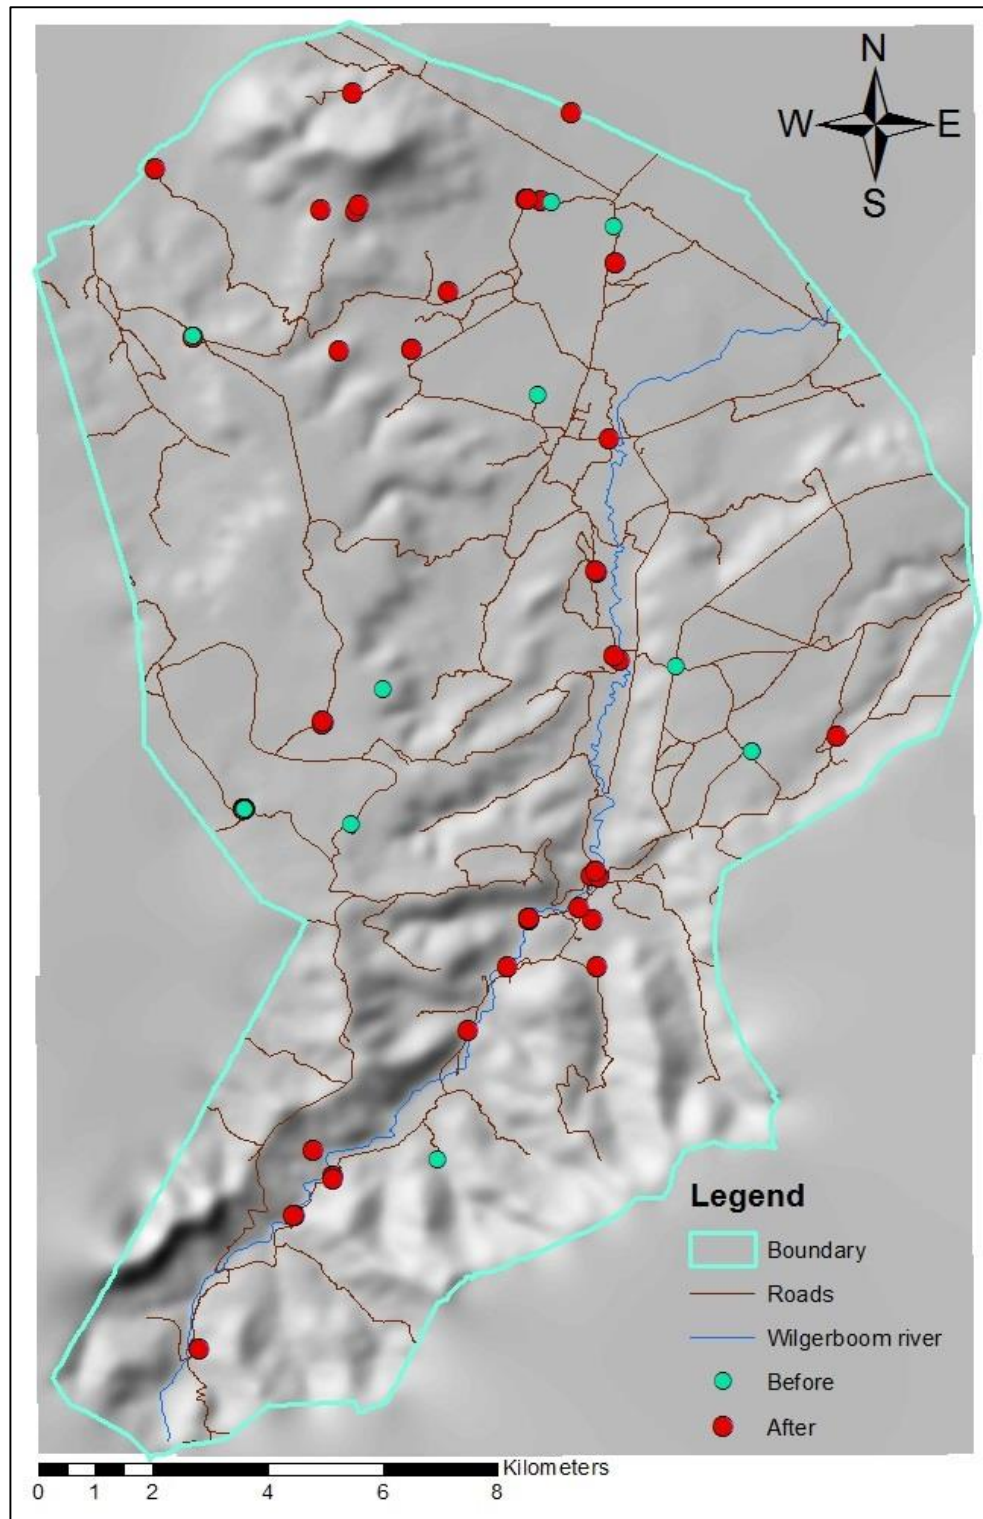 N
W E
S
Legend
Boundary
Roads
Wilgerboom river
Before
After
Kilometers
0 1 2 4 6 8